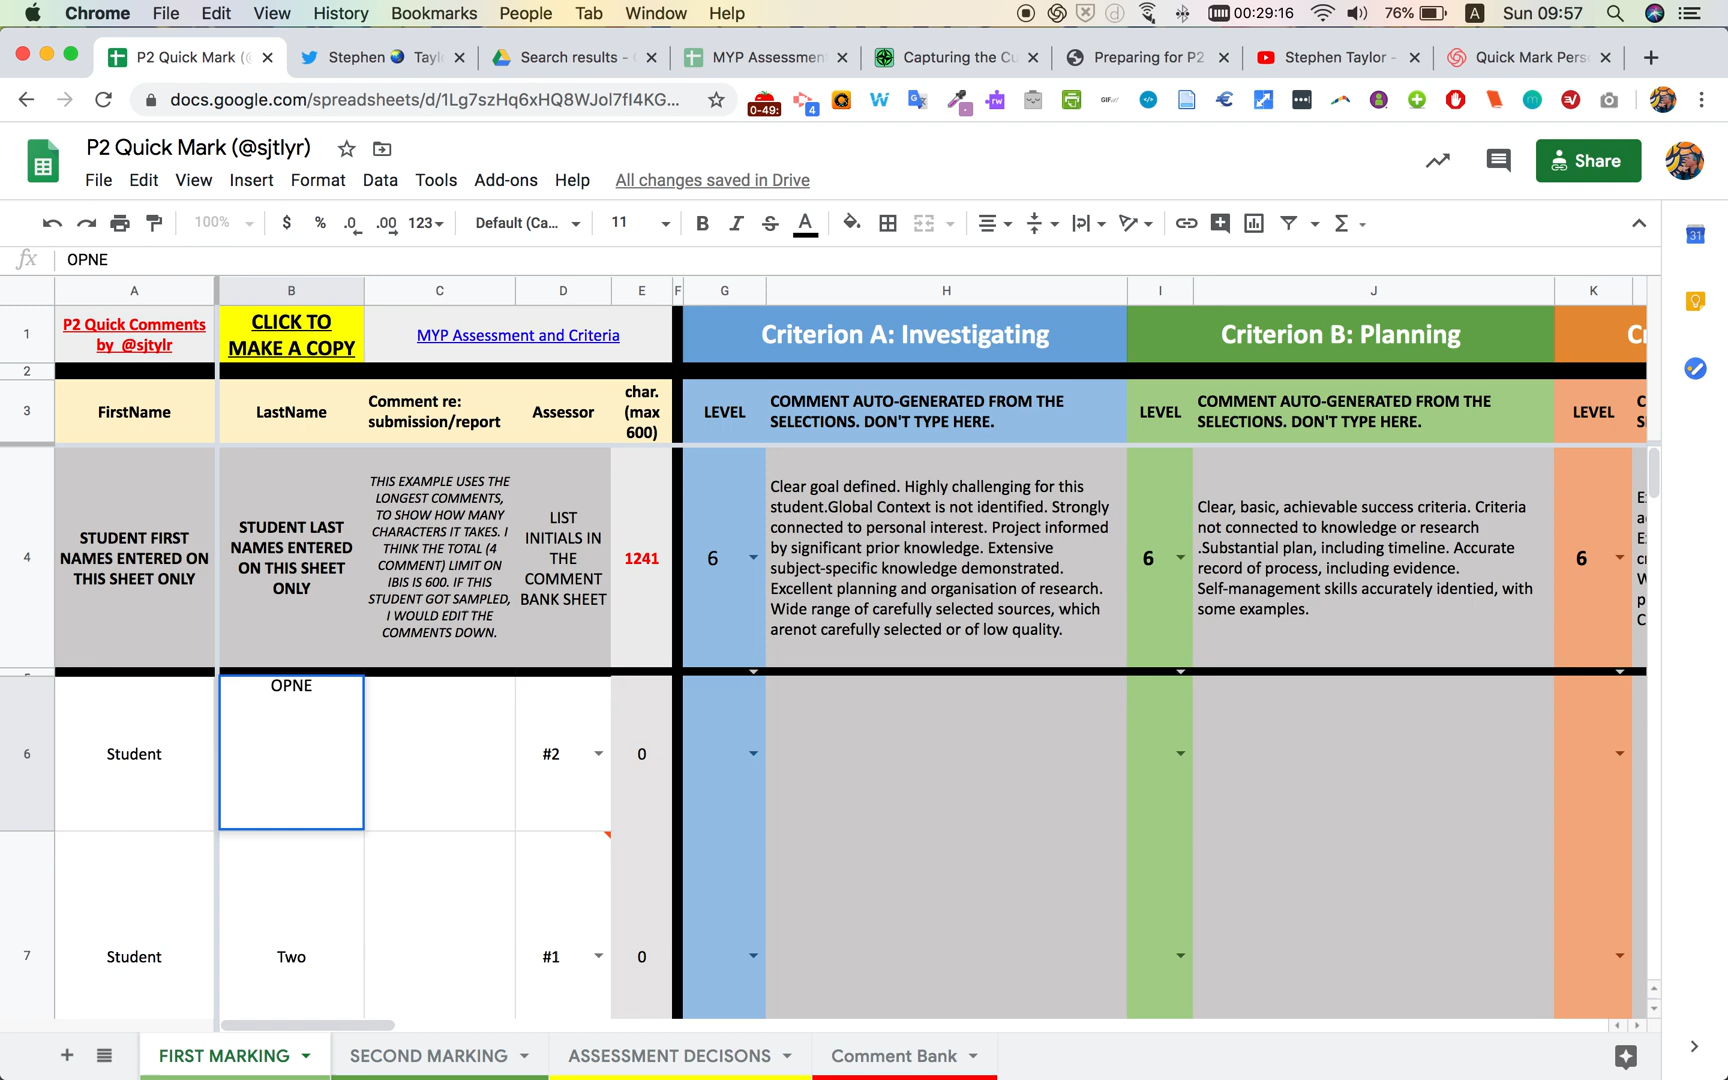 Chrome File Edit View History Bookmarks People Tab Window Help 00:29:16 76% A Sun 09:57
P2 Quick Mark (@ Stephen Tayl Search results - MYP Assessmen Capturing the Cu Preparing for P2 Stephen Taylor - Quick Mark Pers
docs.google.com/spreadsheets/d/1Lg7szHq6xHQ8WJol7fI4KG... 0-49: 4
P2 Quick Mark (@sjtlyr)
Share
File Edit View Insert Format Data Tools Add-ons Help All changes saved in Drive
100% $ % .0 .00 123 Default (Ca... 11 B I S A
31
fx OPNE
A B C D E F G H I J K
1
P2 Quick Comments
by @sjtylr
CLICK TO
MAKE A COPY
MYP Assessment and Criteria
Criterion A: Investigating
Criterion B: Planning
2
3
FirstName
LastName
Comment re:
submission/report
Assessor
char.
(max
600)
LEVEL
COMMENT AUTO-GENERATED FROM THE
SELECTIONS. DON'T TYPE HERE.
LEVEL
COMMENT AUTO-GENERATED FROM THE
SELECTIONS. DON'T TYPE HERE.
LEVEL
4
STUDENT FIRST
NAMES ENTERED ON
THIS SHEET ONLY
STUDENT LAST
NAMES ENTERED
ON THIS SHEET
ONLY
THIS EXAMPLE USES THE
LONGEST COMMENTS,
TO SHOW HOW MANY
CHARACTERS IT TAKES. I
THINK THE TOTAL (4
COMMENT) LIMIT ON
IBIS IS 600. IF THIS
STUDENT GOT SAMPLED,
I WOULD EDIT THE
COMMENTS DOWN.
LIST
INITIALS IN
THE
COMMENT
BANK SHEET
1241
6
Clear goal defined. Highly challenging for this
student.Global Context is not identified. Strongly
connected to personal interest. Project informed
by significant prior knowledge. Extensive
subject-specific knowledge demonstrated.
Excellent planning and organisation of research.
Wide range of carefully selected sources, which
arenot carefully selected or of low quality.
6
Clear, basic, achievable success criteria. Criteria
not connected to knowledge or research
.Substantial plan, including timeline. Accurate
record of process, including evidence.
Self-management skills accurately identied, with
some examples.
6
6
Student
OPNE
#2
0
7
Student
Two
#1
0
FIRST MARKING SECOND MARKING ASSESSMENT DECISONS Comment Bank